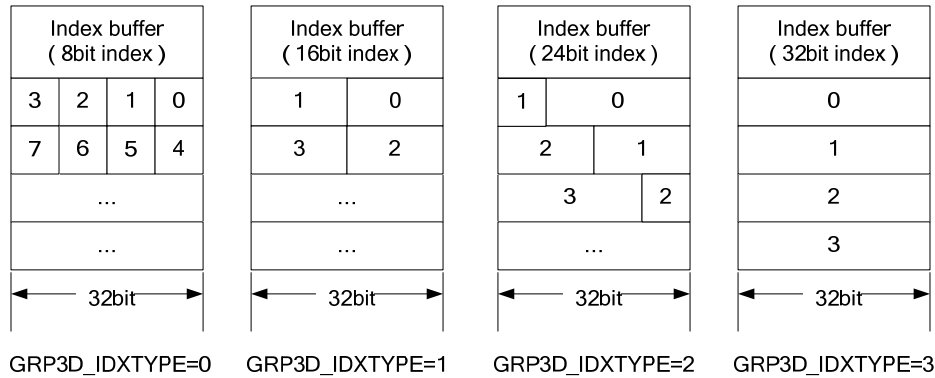 Index buffer Index buffer Index buffer Index buffer
( 8bit index ) ( 16bit index ) ( 24bit index ) ( 32bit index )
3 2 1 0 1 0 1 0 0
7 6 5 4 3 2 2 1 1
... ... 3 2 2
... ... ... 3
32bit 32bit 32bit 32bit
GRP3D_IDXTYPE=0 GRP3D_IDXTYPE=1 GRP3D_IDXTYPE=2 GRP3D_IDXTYPE=3